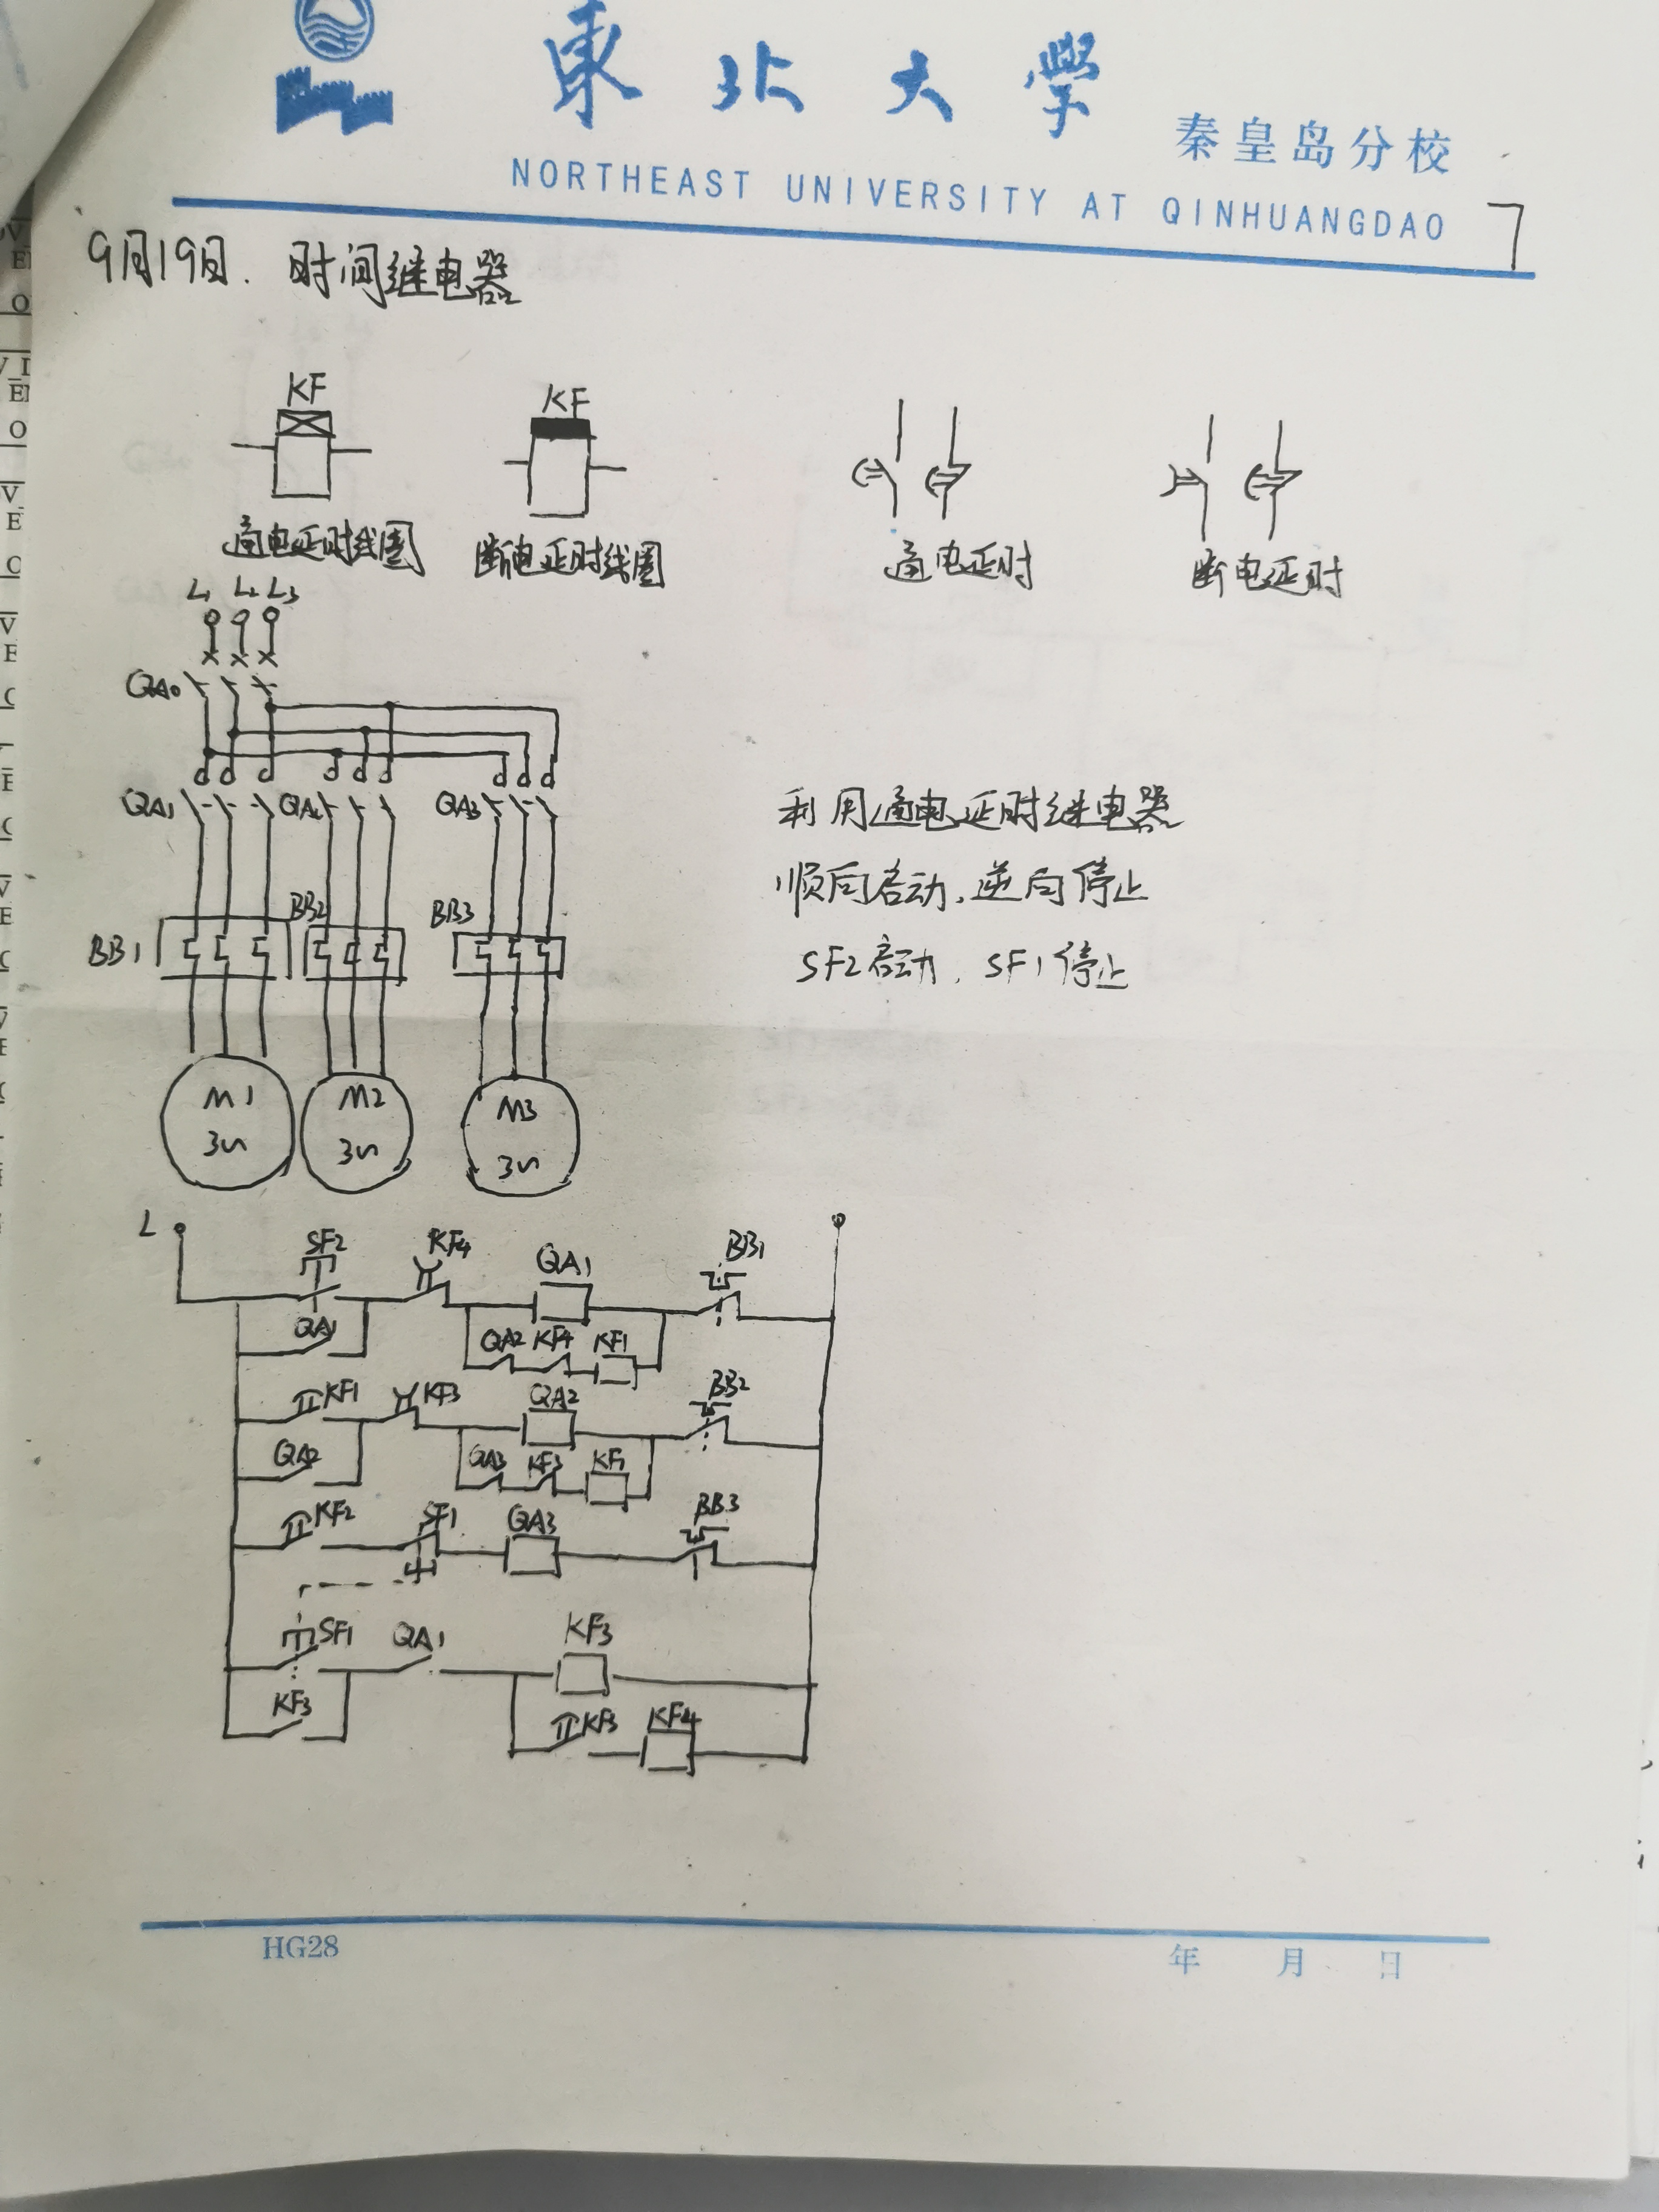 東北大學 秦皇岛分校
NORTHEAST UNIVERSITY AT QINHUANGDAO
7
9月19日. 时间继电器
KF KF
通电延时线圈 断电延时线圈 通电延时 断电延时
L1 L2 L3
QA0
QA1 QA2 QA3
利用通电延时继电器
顺向启动,逆向停止
SF2启动, SF1停止
BB1 BB2 BB3
M1 M2 M3
3~ 3~ 3~
L
SF2 KF4 QA1 BB1
QA1 QA2 KF4 KF1
KF1 KF3 QA2 BB2
QA2 QA3 KF3
KF2 SF1 QA3 BB3
SF1 QA1 KF3
KF3 KF3 KF4
HG28 年 月 日